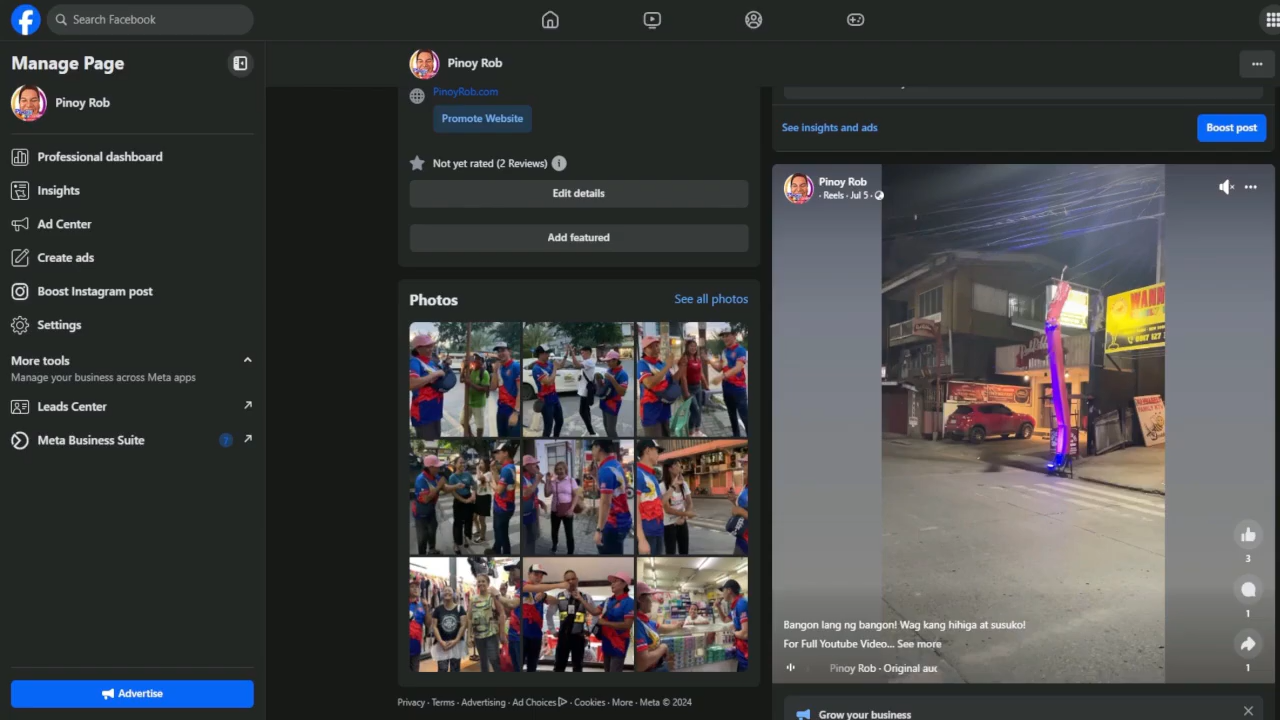 Search Facebook
Manage Page
Pinoy Rob
Professional dashboard
Insights
Ad Center
Create ads
Boost Instagram post
Settings
More tools
Manage your business across Meta apps
Leads Center
Meta Business Suite
?
Advertise
Pinoy Rob
PinoyRob.com
Promote Website
Not yet rated (2 Reviews)
Edit details
Add featured
Photos
See all photos
Privacy · Terms · Advertising · Ad Choices · Cookies · More · Meta © 2024
See insights and ads
Boost post
Pinoy Rob
· Reels · Jul 5 ·
3
1
1
Bangon lang ng bangon! Wag kang hihiga at susuko!
For Full Youtube Video... See more
Pinoy Rob · Original
Grow your business